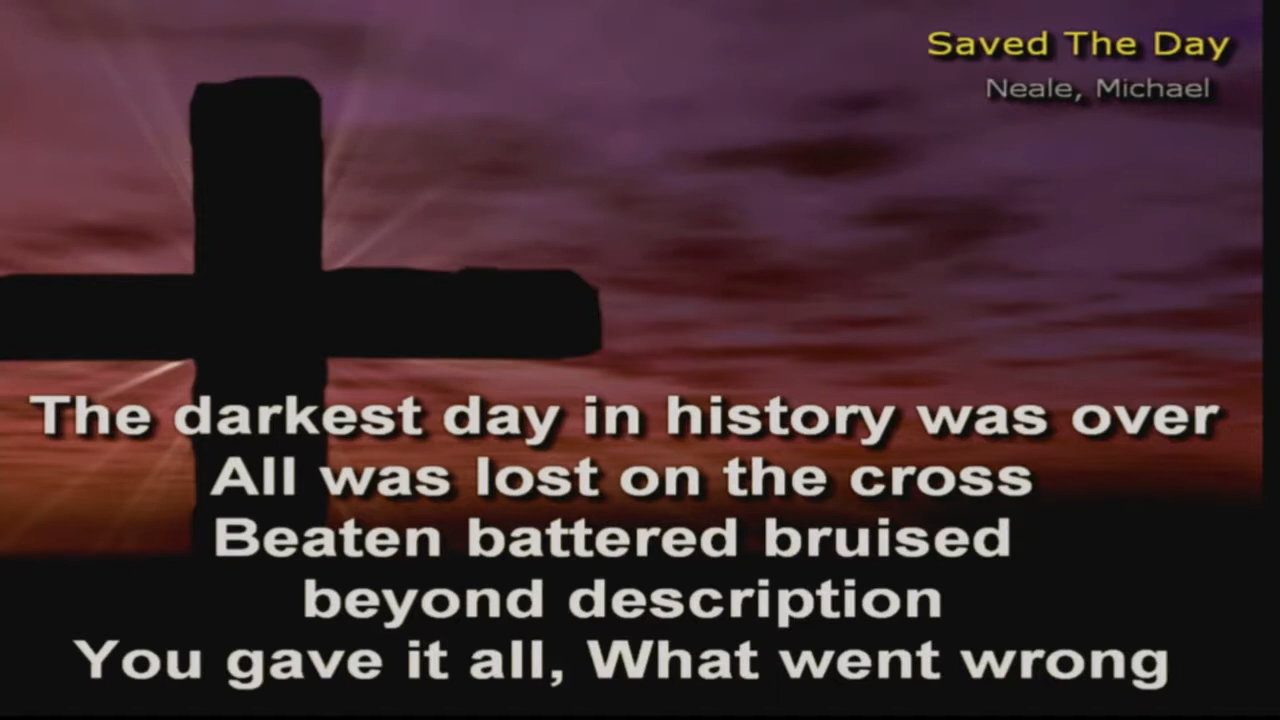 Saved The Day
Neale, Michael
The darkest day in history was over
All was lost on the cross
Beaten battered bruised
beyond description
You gave it all, What went wrong